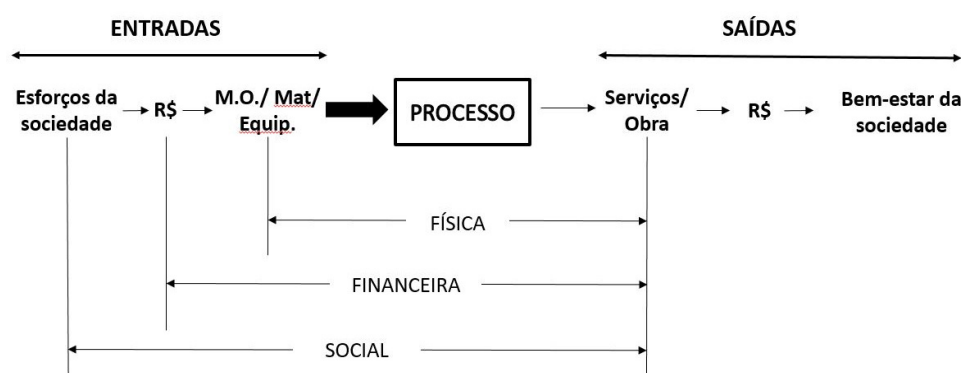 ENTRADAS
SAÍDAS
Esforços da
sociedade
R$
M.O./ Mat/
Equip.
PROCESSO
Serviços/
Obra
R$
Bem-estar da
sociedade
FÍSICA
FINANCEIRA
SOCIAL